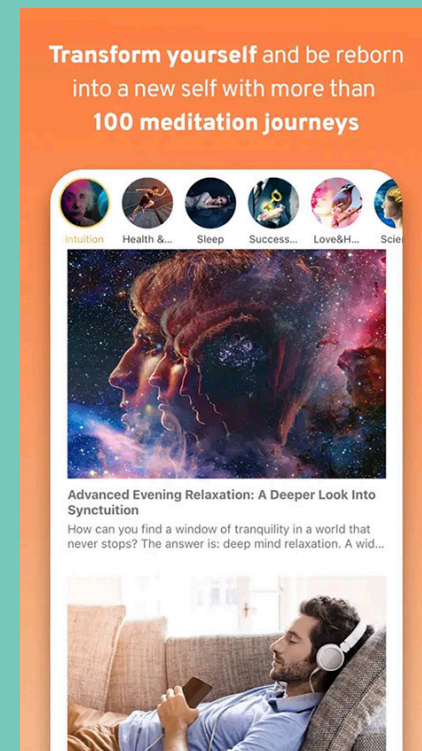 Transform yourself and be reborn
into a new self with more than
100 meditation journeys
Intuition Health &... Sleep Success... Love&H... Scie
Advanced Evening Relaxation: A Deeper Look Into
Synctuition
How can you find a window of tranquility in a world that
never stops? The answer is: deep mind relaxation. A wid...